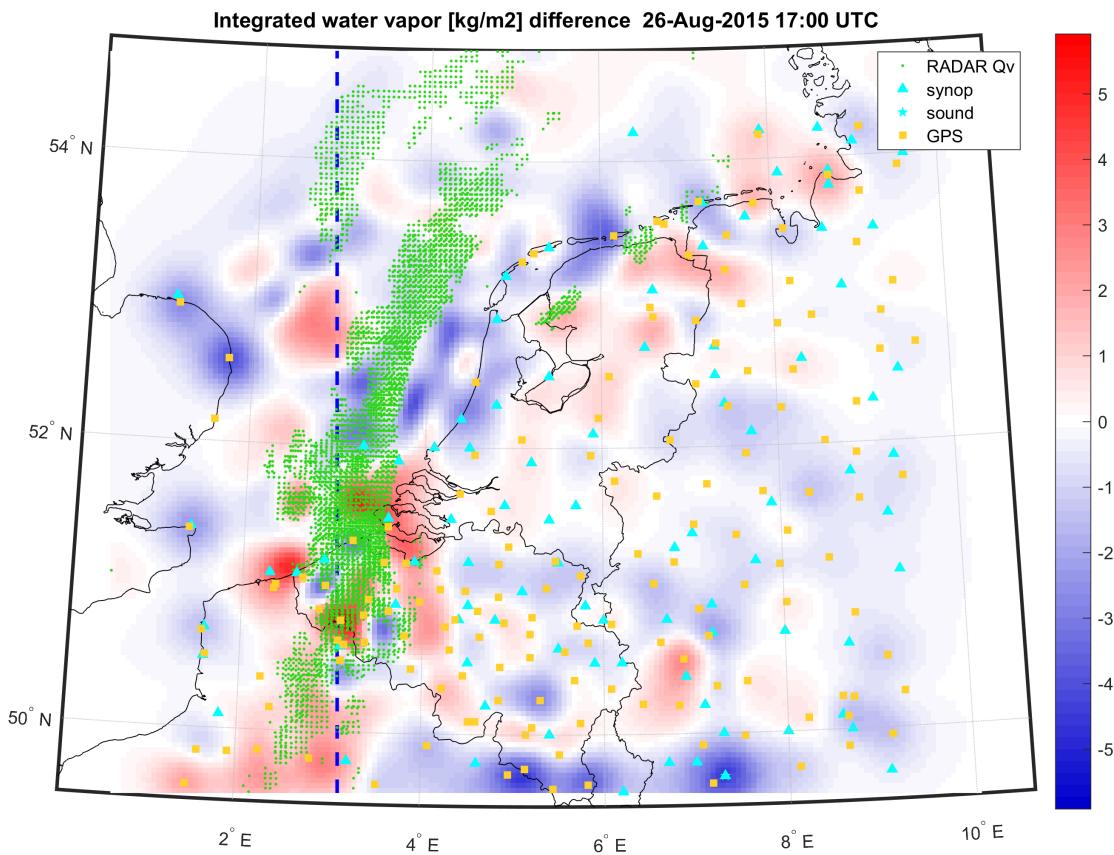 Integrated water vapor [kg/m2] difference 26-Aug-2015 17:00 UTC
RADAR Qv
synop
sound
GPS
54° N
52° N
50° N
2° E
4° E
6° E
8° E
10° E
5
4
3
2
1
0
-1
-2
-3
-4
-5